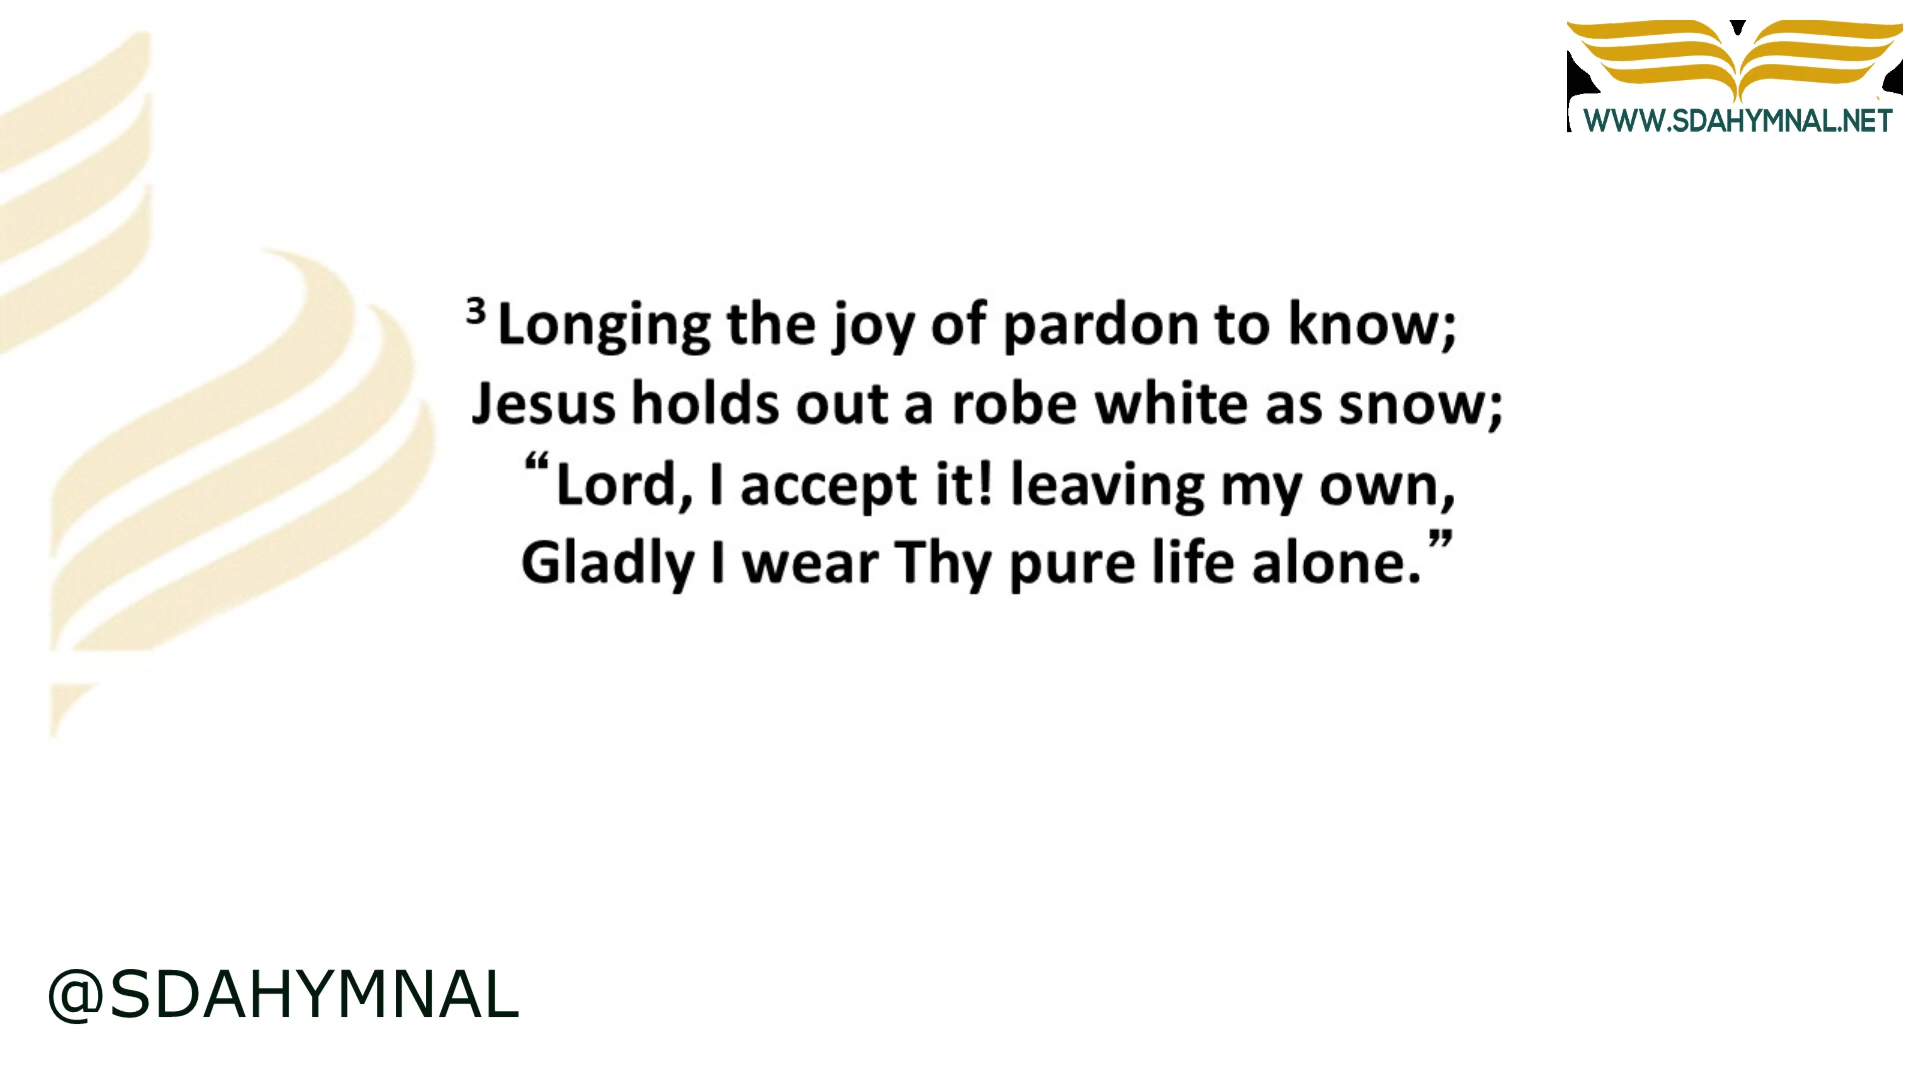 WWW.SDAHYMNAL.NET
3 Longing the joy of pardon to know;
Jesus holds out a robe white as snow;
“Lord, I accept it! leaving my own,
Gladly I wear Thy pure life alone.”
@SDAHYMNAL